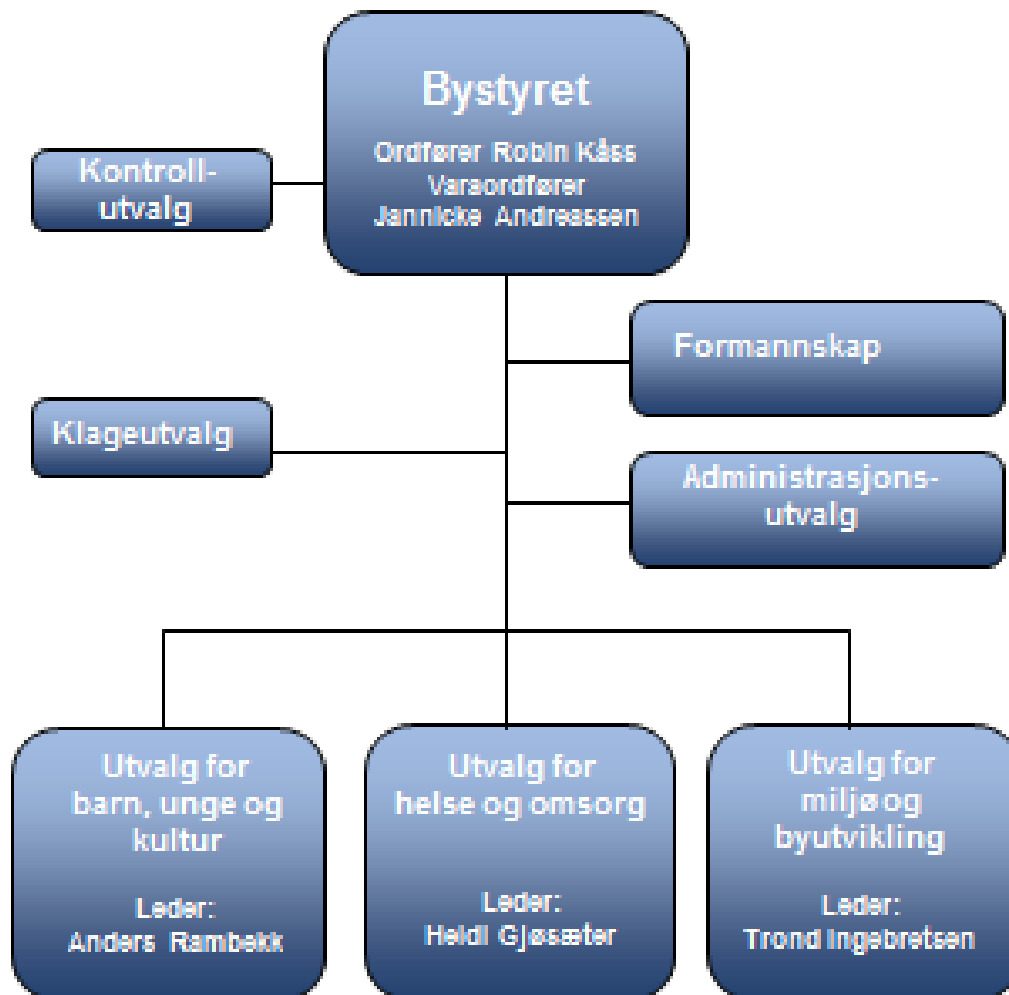 Bystyret
Ordfører Robin Kåss
Varaordfører
Jannicke Andreassen
Kontroll-
utvalg
Formannskap
Klageutvalg
Administrasjons-
utvalg
Utvalg for
barn, unge og
kultur
Leder:
Anders Rambekk
Utvalg for
helse og omsorg
Leder:
Heidi Gjøsæter
Utvalg for
miljø og
byutvikling
Leder:
Trond Ingebretsen